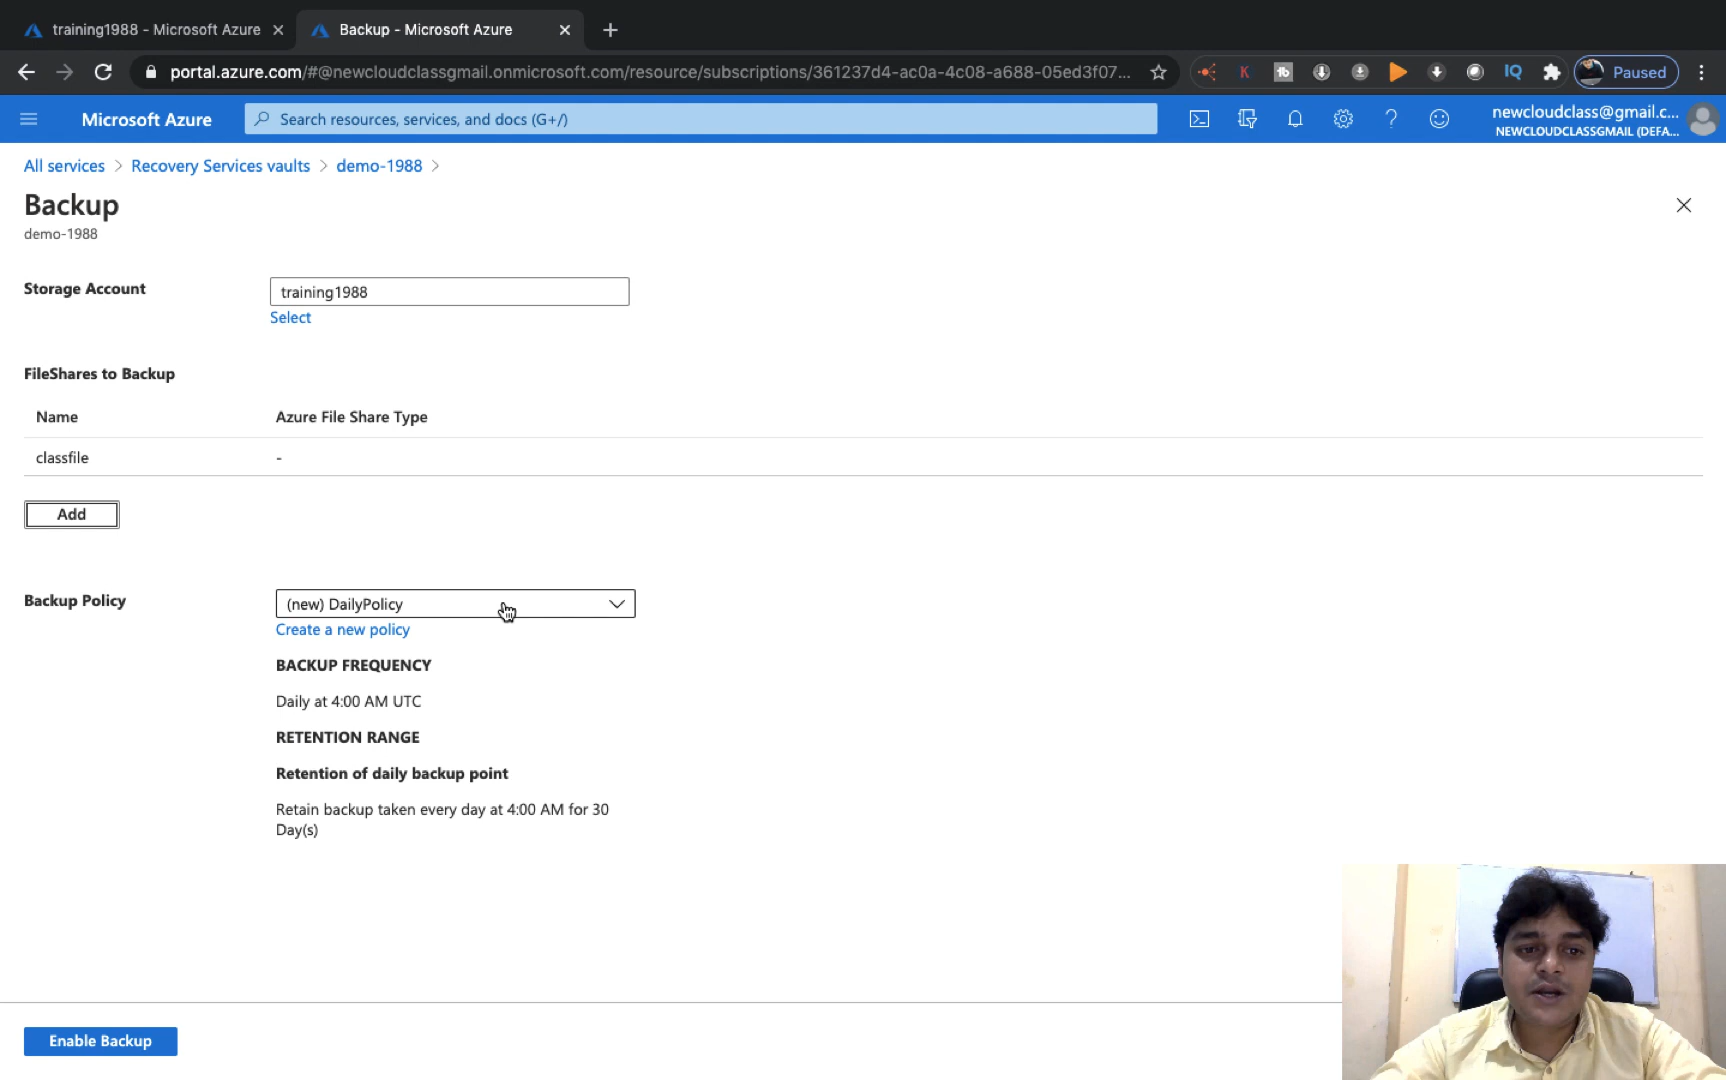 training1988 - Microsoft Azure
Backup - Microsoft Azure
portal.azure.com/#@newcloudclassgmail.onmicrosoft.com/resource/subscriptions/361237d4-ac0a-4c08-a688-05ed3f07...
K
tb
IQ
Paused
Microsoft Azure
Search resources, services, and docs (G+/)
newcloudclass@gmail.c...
NEWCLOUDCLASSGMAIL (DEFA...
All services > Recovery Services vaults > demo-1988 >
Backup
demo-1988
Storage Account
training1988
Select
FileShares to Backup
Name Azure File Share Type
classfile -
Add
Backup Policy
(new) DailyPolicy
Create a new policy
BACKUP FREQUENCY
Daily at 4:00 AM UTC
RETENTION RANGE
Retention of daily backup point
Retain backup taken every day at 4:00 AM for 30
Day(s)
Enable Backup